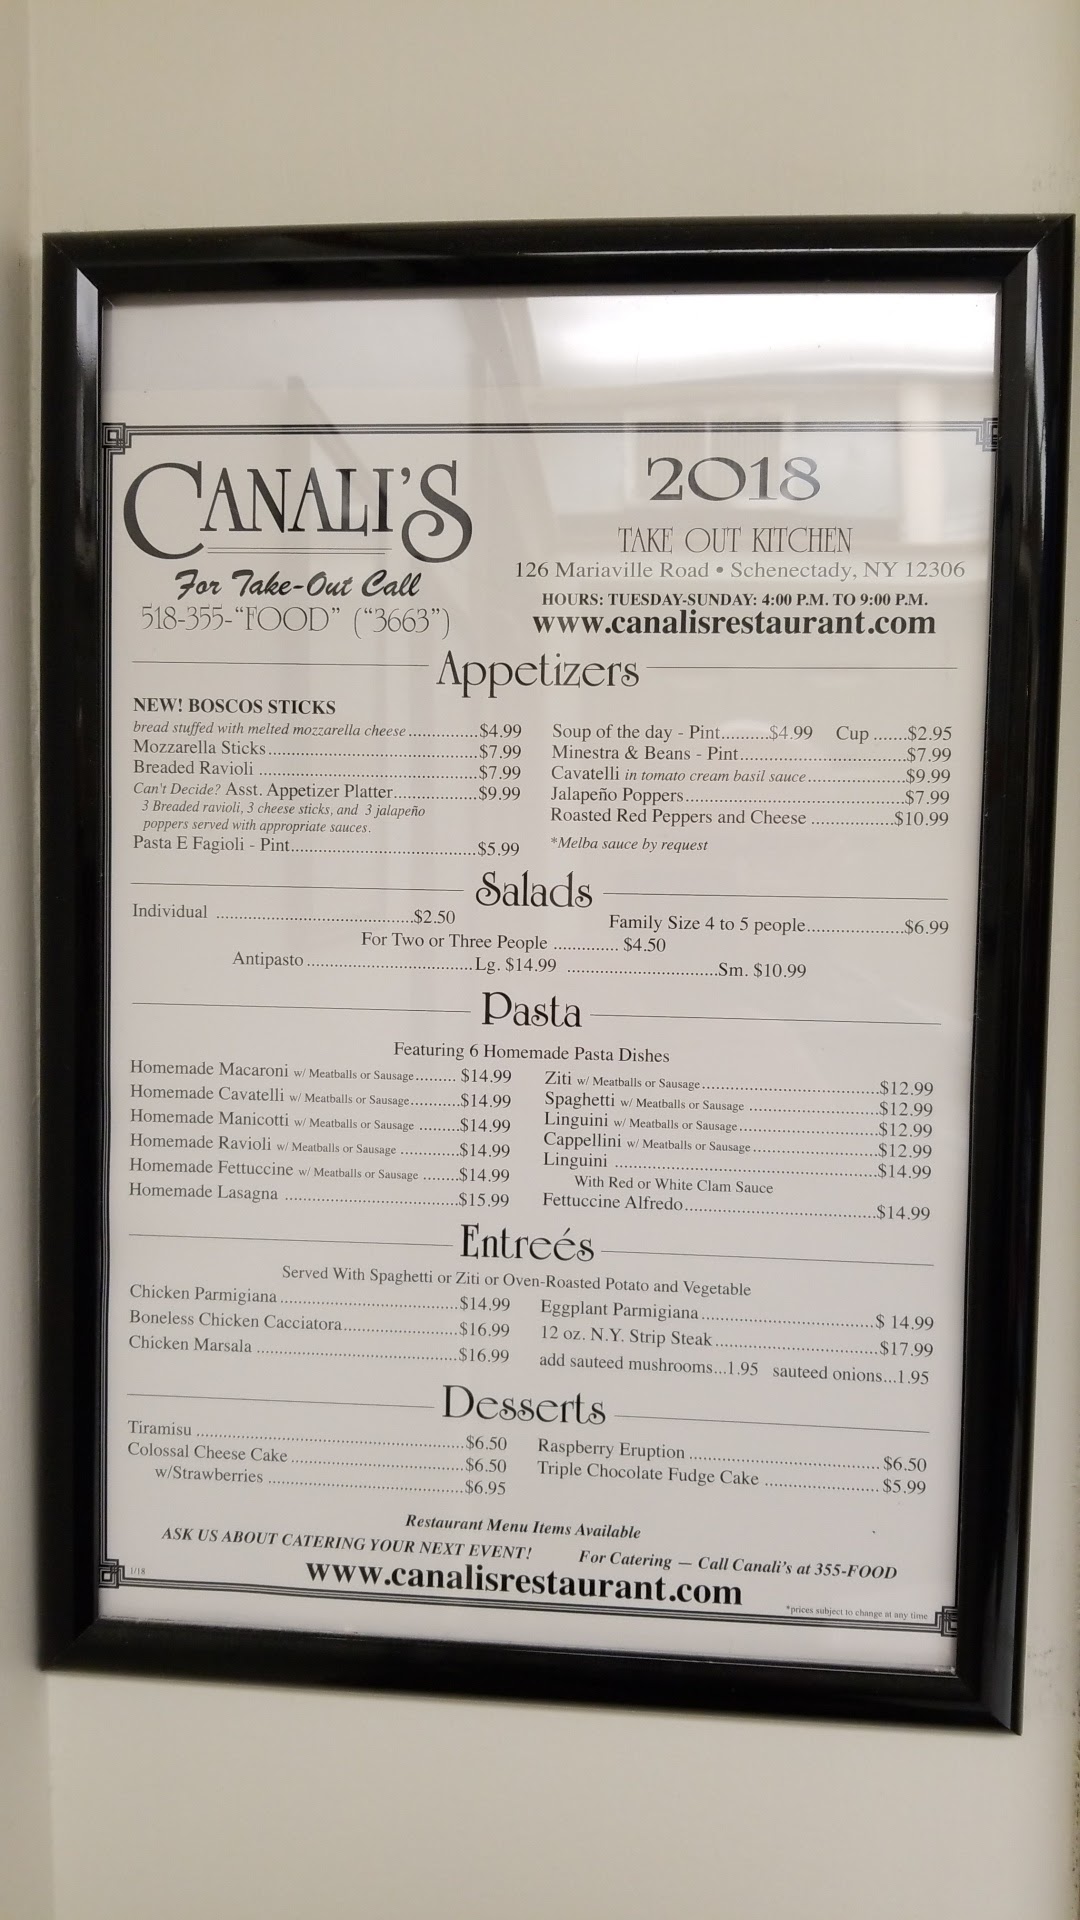 CANALI'S
For Take-Out Call
518-355-"FOOD" ("3663")
2018
TAKE OUT KITCHEN
126 Mariaville Road • Schenectady, NY 12306
HOURS: TUESDAY-SUNDAY: 4:00 P.M. TO 9:00 P.M.
www.canalisrestaurant.com
Appetizers
NEW! BOSCOS STICKS
bread stuffed with melted mozzarella cheese ..............$4.99
Mozzarella Sticks............................................$7.99
Breaded Ravioli ..............................................$7.99
Can't Decide? Asst. Appetizer Platter.................$9.99
3 Breaded ravioli, 3 cheese sticks, and 3 jalapeño
poppers served with appropriate sauces.
Pasta E Fagioli - Pint.......................................$5.99
Soup of the day - Pint..........$4.99 Cup .......$2.95
Minestra & Beans - Pint...................................$7.99
Cavatelli in tomato cream basil sauce....................$9.99
Jalapeño Poppers..............................................$7.99
Roasted Red Peppers and Cheese .................$10.99
*Melba sauce by request
Salads
Individual .........................................$2.50
Family Size 4 to 5 people....................$6.99
For Two or Three People ............. $4.50
Antipasto..................................Lg. $14.99 ...............................Sm. $10.99
Pasta
Featuring 6 Homemade Pasta Dishes
Homemade Macaroni w/ Meatballs or Sausage......... $14.99
Homemade Cavatelli w/ Meatballs or Sausage..........$14.99
Homemade Manicotti w/ Meatballs or Sausage ........$14.99
Homemade Ravioli w/ Meatballs or Sausage ............$14.99
Homemade Fettuccine w/ Meatballs or Sausage .......$14.99
Homemade Lasagna ...................................$15.99
Ziti w/ Meatballs or Sausage....................................$12.99
Spaghetti w/ Meatballs or Sausage ..........................$12.99
Linguini w/ Meatballs or Sausage............................$12.99
Cappellini w/ Meatballs or Sausage.........................$12.99
Linguini .....................................................$14.99
With Red or White Clam Sauce
Fettuccine Alfredo.......................................$14.99
Entreés
Served With Spaghetti or Ziti or Oven-Roasted Potato and Vegetable
Chicken Parmigiana.....................................$14.99
Boneless Chicken Cacciatora........................$16.99
Chicken Marsala .........................................$16.99
Eggplant Parmigiana...................................$ 14.99
12 oz. N.Y. Strip Steak.................................$17.99
add sauteed mushrooms...1.95 sauteed onions...1.95
Desserts
Tiramisu ......................................................$6.50
Colossal Cheese Cake...................................$6.50
w/Strawberries .......................................$6.95
Raspberry Eruption ......................................$6.50
Triple Chocolate Fudge Cake .......................$5.99
Restaurant Menu Items Available
ASK US ABOUT CATERING YOUR NEXT EVENT! For Catering — Call Canali's at 355-FOOD
1/18
www.canalisrestaurant.com
*prices subject to change at any time